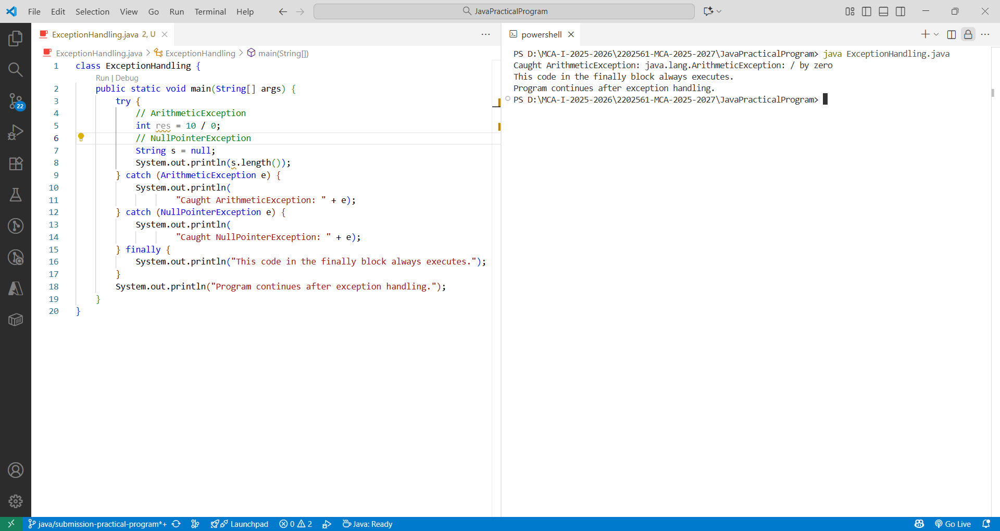 File Edit Selection View Go Run Terminal Help JavaPracticalProgram
ExceptionHandling.java 2, U
ExceptionHandling.java > ExceptionHandling > main(String[])
1 class ExceptionHandling {
Run | Debug
2 public static void main(String[] args) {
3 try {
4 // ArithmeticException
5 int res = 10 / 0;
6 // NullPointerException
7 String s = null;
8 System.out.println(s.length());
9 } catch (ArithmeticException e) {
10 System.out.println(
11 "Caught ArithmeticException: " + e);
12 } catch (NullPointerException e) {
13 System.out.println(
14 "Caught NullPointerException: " + e);
15 } finally {
16 System.out.println("This code in the finally block always executes.");
17 }
18 System.out.println("Program continues after exception handling.");
19 }
20 }
powershell
PS D:\MCA-I-2025-2026\2202561-MCA-2025-2027\JavaPracticalProgram> java ExceptionHandling.java
Caught ArithmeticException: java.lang.ArithmeticException: / by zero
This code in the finally block always executes.
Program continues after exception handling.
PS D:\MCA-I-2025-2026\2202561-MCA-2025-2027\JavaPracticalProgram>
22
java/submission-practical-program*+ Launchpad 0 2 Java: Ready Go Live